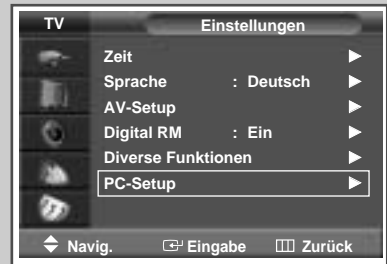 TV Einstellungen
Zeit
Sprache : Deutsch
AV-Setup
Digital RM : Ein
Diverse Funktionen
PC-Setup
Navig. Eingabe Zurück